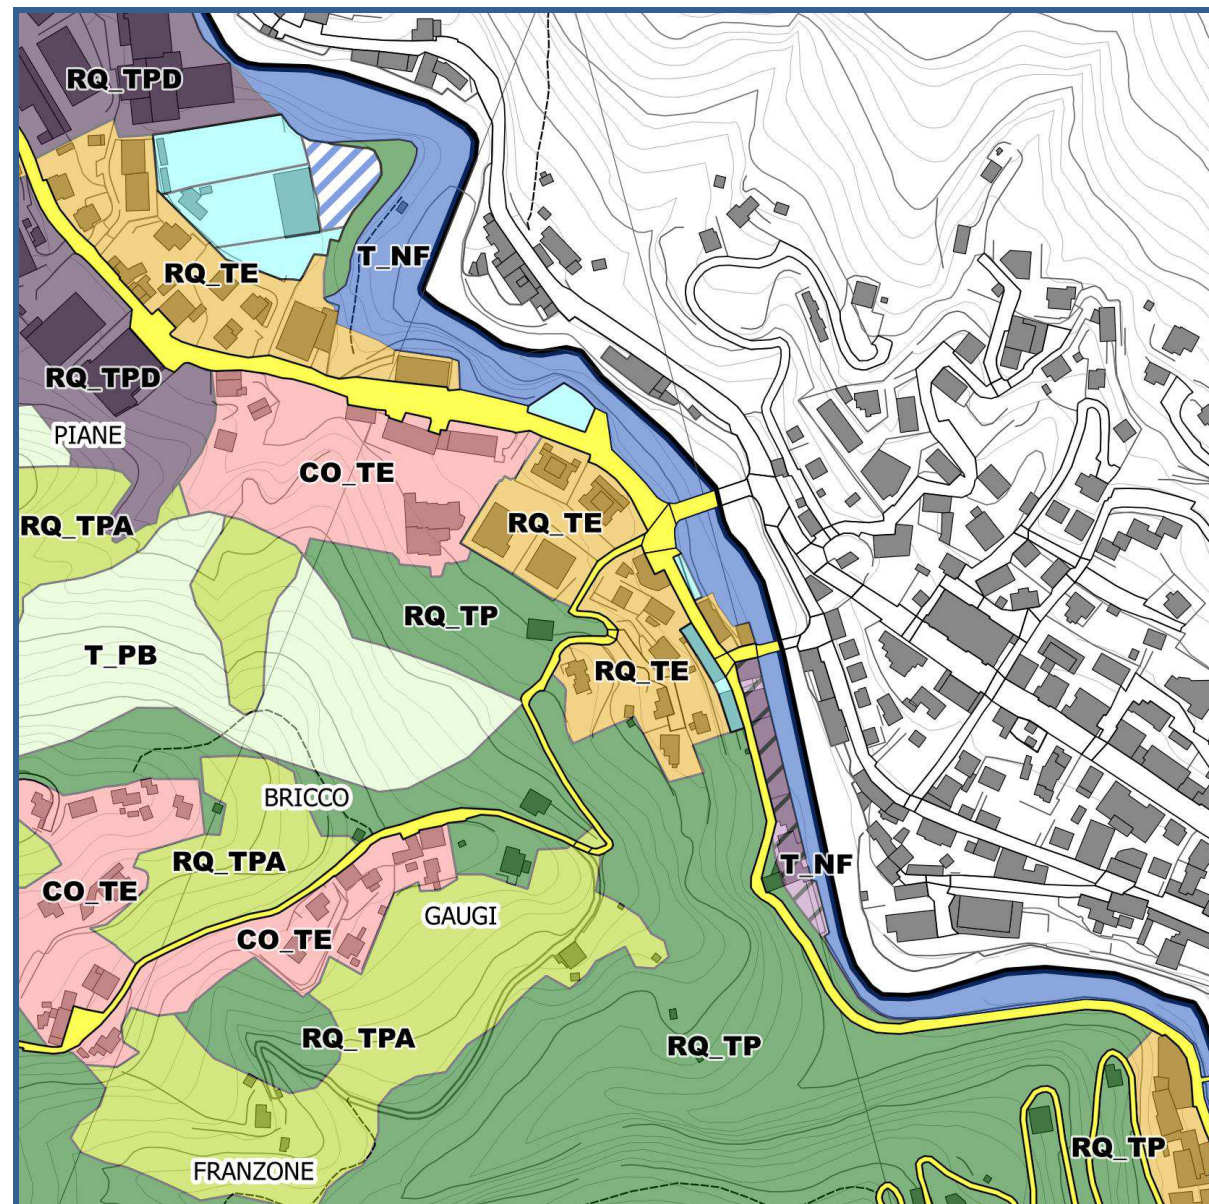 RQ_TPD
T_NF
RQ_TE
RQ_TPD
PIANE
CO_TE
RQ_TPA
RQ_TE
RQ_TP
T_PB
RQ_TE
BRICCO
RQ_TPA
T_NF
CO_TE
GAUGI
CO_TE
RQ_TPA
RQ_TP
RQ_TP
FRANZONE